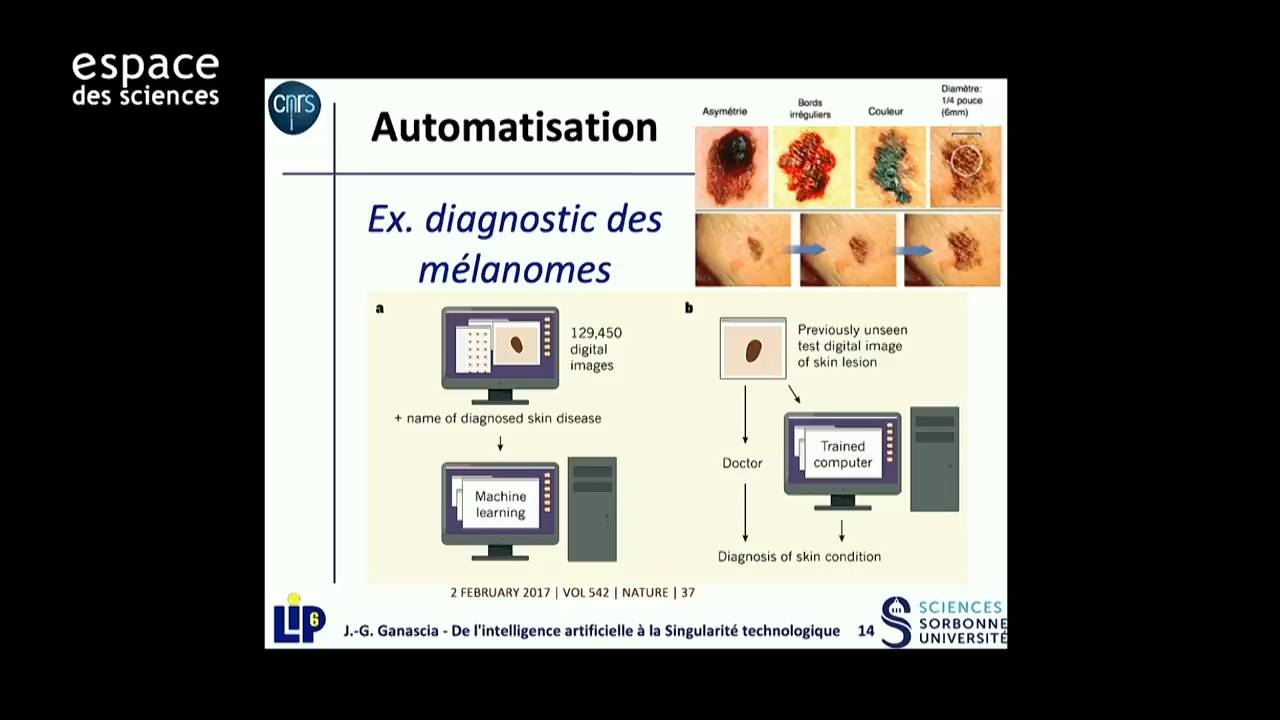 espace
des sciences
cnrs
Automatisation
Asymétrie
Bords
irréguliers
Couleur
Diamètre:
1/4 pouce
(6mm)
Ex. diagnostic des
mélanomes
a
129,450
digital
images
+ name of diagnosed skin disease
Machine
learning
b
Previously unseen
test digital image
of skin lesion
Doctor
Trained
computer
Diagnosis of skin condition
2 FEBRUARY 2017 | VOL 542 | NATURE | 37
LIP6
J.-G. Ganascia - De l'intelligence artificielle à la Singularité technologique 14
SCIENCES
SORBONNE
UNIVERSITÉ